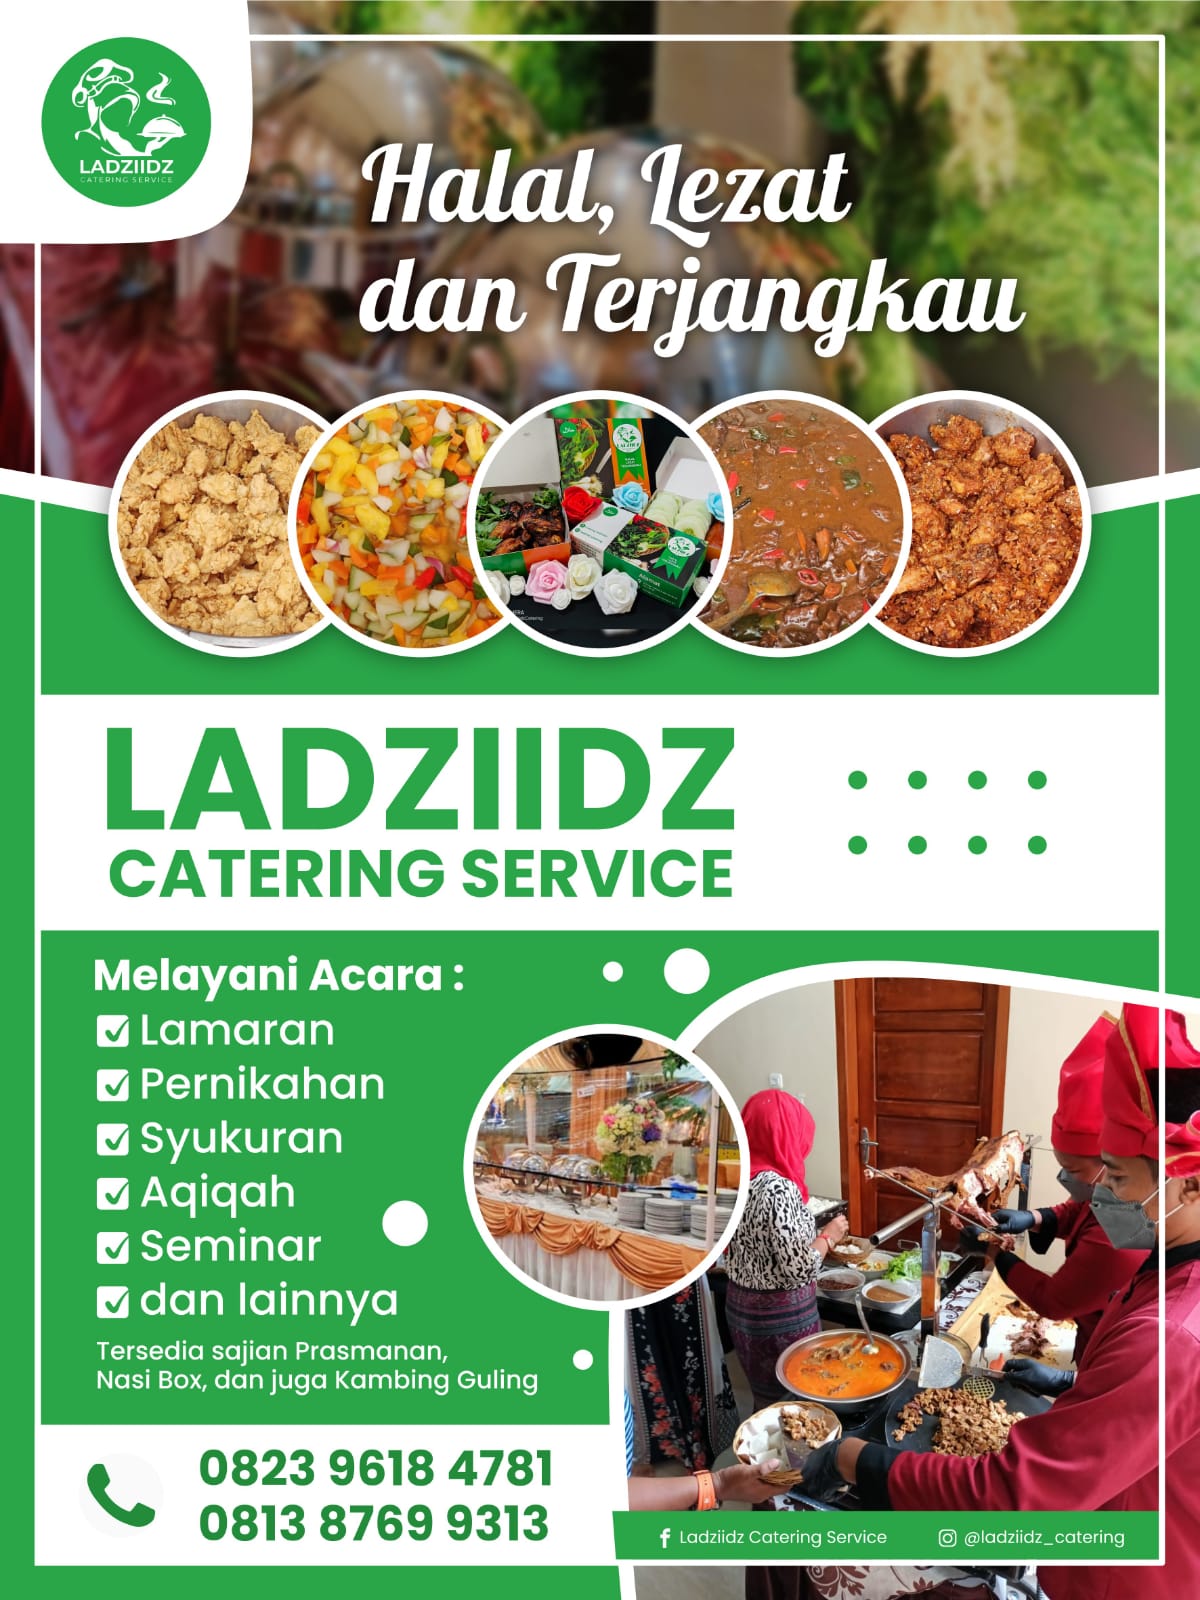 LADZIIDZ
CATERING SERVICE
Halal, Lezat
dan Terjangkau
LADZIIDZ
CATERING SERVICE
Melayani Acara :
Lamaran
Pernikahan
Syukuran
Aqiqah
Seminar
dan lainnya
Tersedia sajian Prasmanan,
Nasi Box, dan juga Kambing Guling
0823 9618 4781
0813 8769 9313
Ladziidz Catering Service
@ladziidz_catering